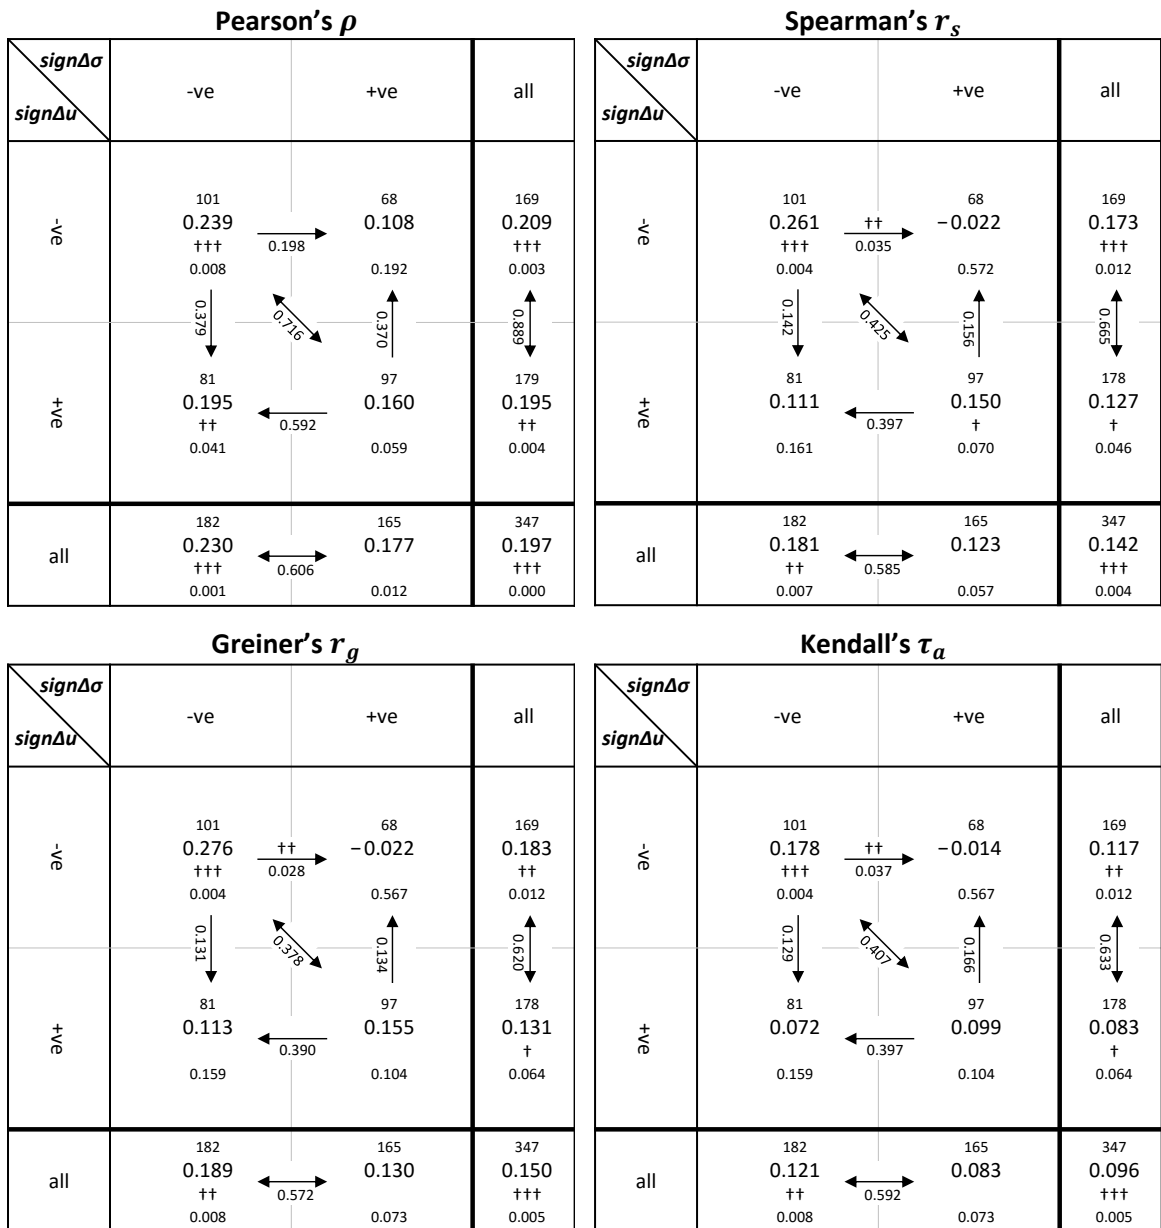 Pearson's ρ
signΔσ
-ve +ve all
signΔu
101 68 169
-ve 0.239 0.108 0.209
††† 0.198 †††
0.008 0.192 0.003
0.379 0.716 0.370 0.889
81 97 179
+ve 0.195 0.160 0.195
†† 0.592 ††
0.041 0.059 0.004
182 165 347
all 0.230 0.177 0.197
††† 0.606 †††
0.001 0.012 0.000
Spearman's r_s
signΔσ
-ve +ve all
signΔu
101 68 169
-ve 0.261 †† −0.022 0.173
††† 0.035 †††
0.004 0.572 0.012
0.142 0.425 0.156 0.665
81 97 178
+ve 0.111 0.150 0.127
0.397 † †
0.161 0.070 0.046
182 165 347
all 0.181 0.123 0.142
†† 0.585 †††
0.007 0.057 0.004
Greiner's r_g
signΔσ
-ve +ve all
signΔu
101 68 169
-ve 0.276 †† −0.022 0.183
††† 0.028 ††
0.004 0.567 0.012
0.131 0.378 0.134 0.620
81 97 178
+ve 0.113 0.155 0.131
0.390 †
0.159 0.104 0.064
182 165 347
all 0.189 0.130 0.150
†† 0.572 †††
0.008 0.073 0.005
Kendall's τ_a
signΔσ
-ve +ve all
signΔu
101 68 169
-ve 0.178 †† −0.014 0.117
††† 0.037 ††
0.004 0.567 0.012
0.129 0.407 0.166 0.633
81 97 178
+ve 0.072 0.099 0.083
0.397 †
0.159 0.104 0.064
182 165 347
all 0.121 0.083 0.096
†† 0.592 †††
0.008 0.073 0.005